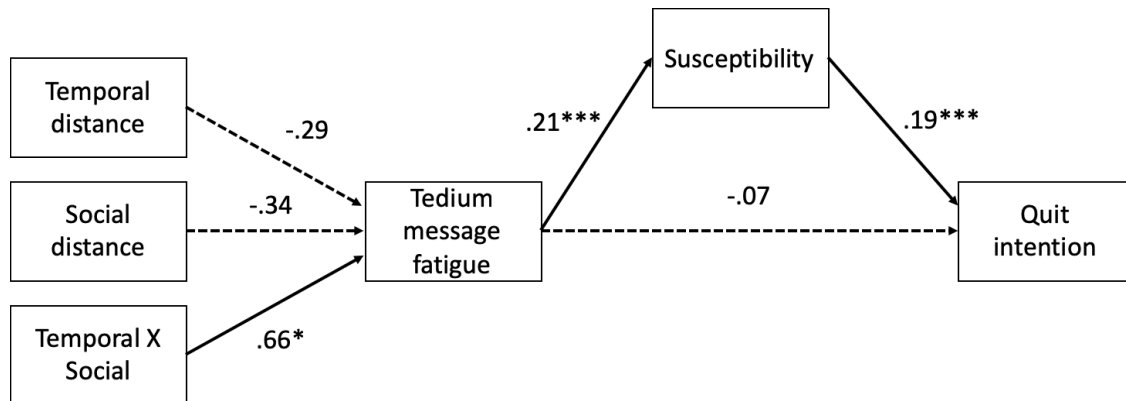 Susceptibility
Temporal
distance
-.29
.21***
.19***
Social
distance
-.34
Tedium
message
fatigue
-.07
Quit
intention
Temporal X
Social
.66*